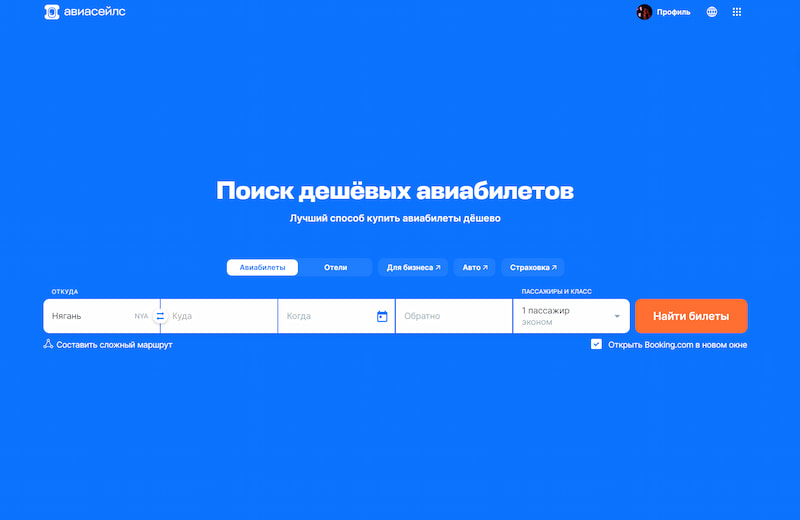 авиасейлс
Профиль
Поиск дешёвых авиабилетов
Лучший способ купить авиабилеты дёшево
Авиабилеты Отели Для бизнеса Авто Страховка
ОТКУДА ПАССАЖИРЫ И КЛАСС
Нягань NYA Куда Когда Обратно 1 пассажир Найти билеты
эконом
Составить сложный маршрут Открыть Booking.com в новом окне